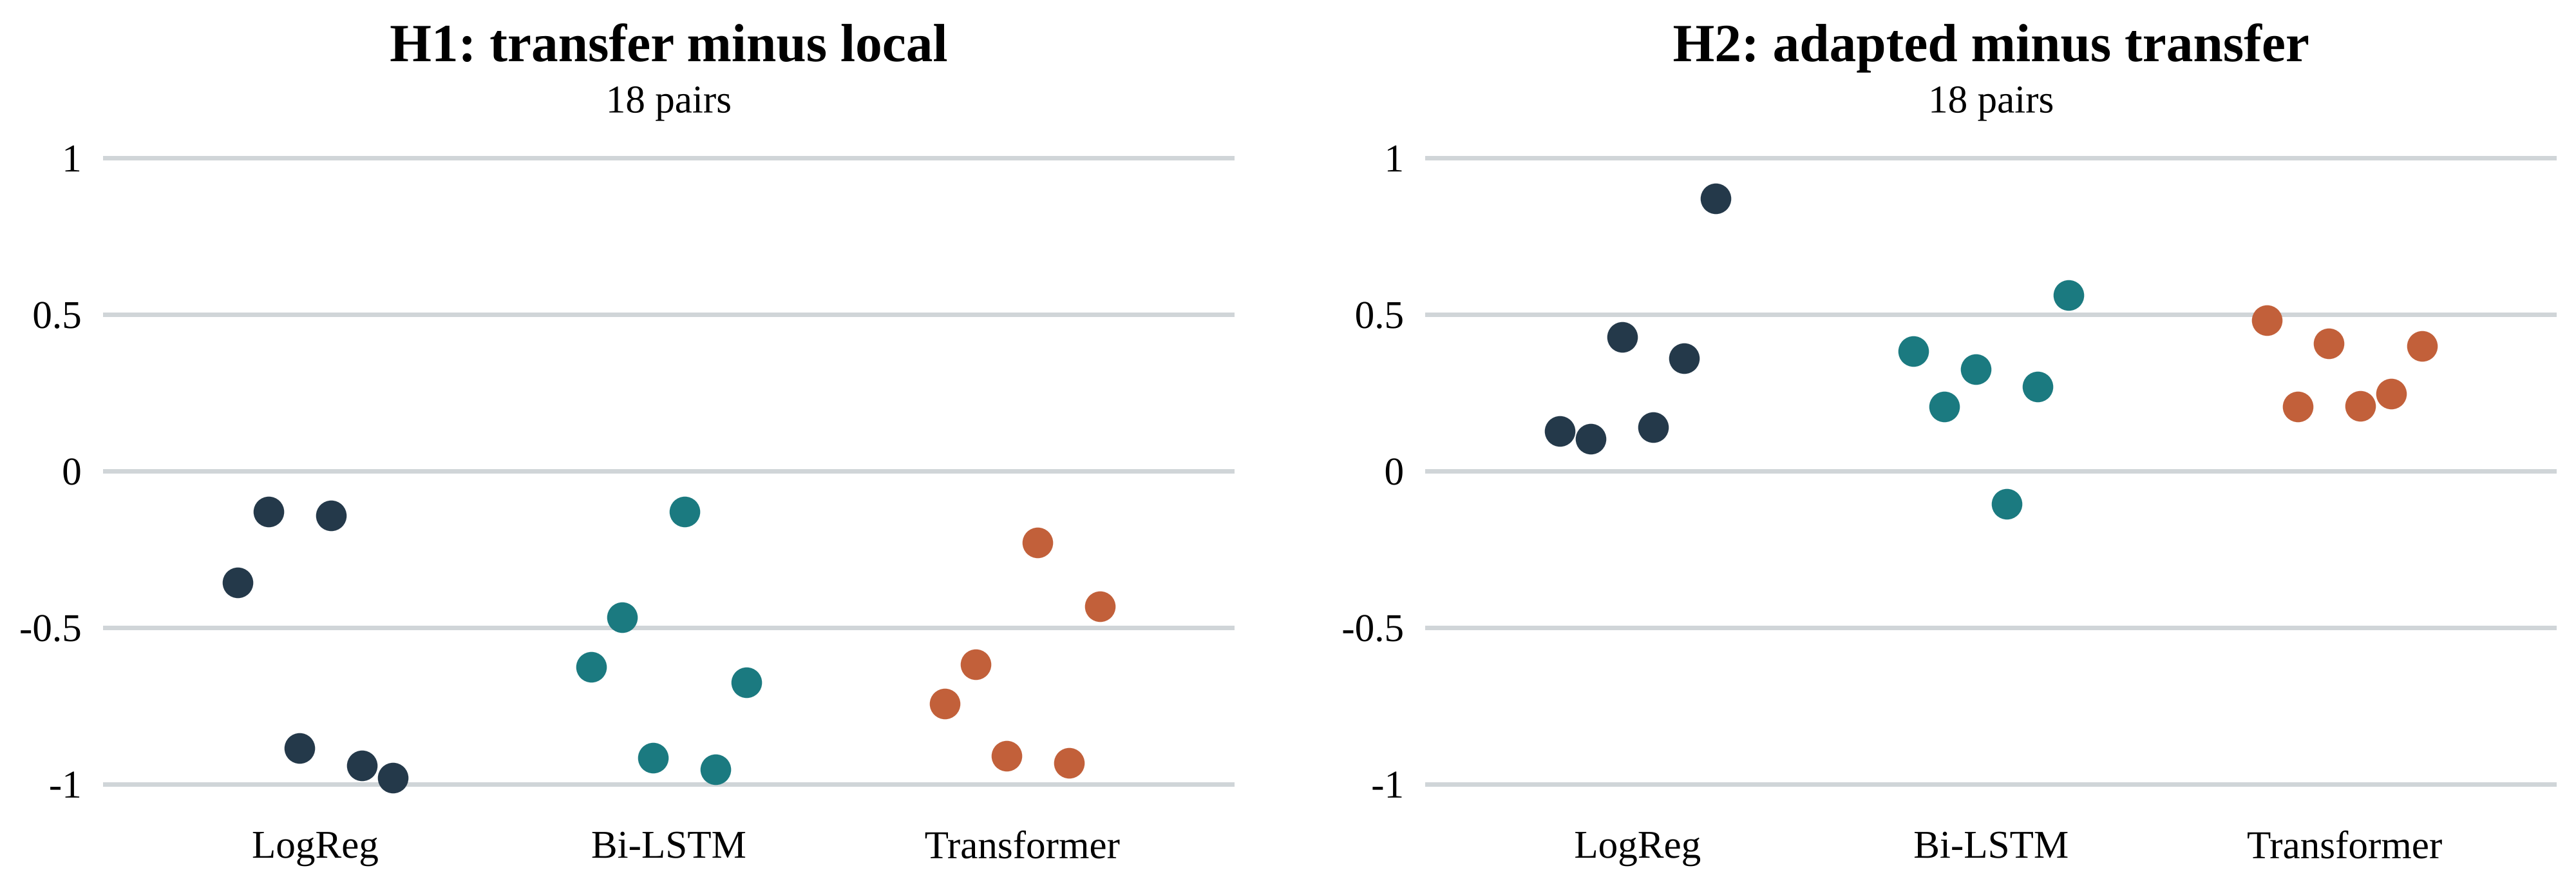 H1: transfer minus local
18 pairs
1
0.5
0
-0.5
-1
LogReg Bi-LSTM Transformer
H2: adapted minus transfer
18 pairs
1
0.5
0
-0.5
-1
LogReg Bi-LSTM Transformer